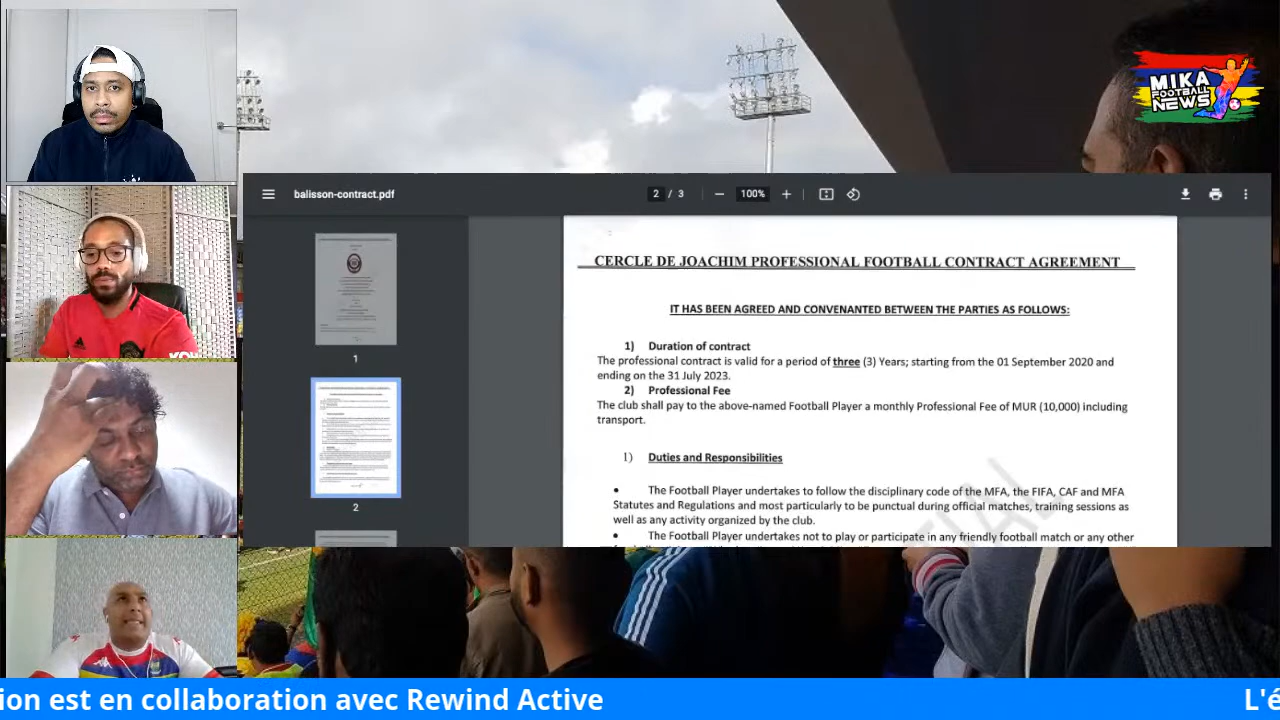 MIKA
FOOTBALL
NEWS
balisson-contract.pdf
2 / 3
100%
1
2
CERCLE DE JOACHIM PROFESSIONAL FOOTBALL CONTRACT AGREEMENT
IT HAS BEEN AGREED AND CONVENANTED BETWEEN THE PARTIES AS FOLLOWS:
1) Duration of contract
The professional contract is valid for a period of three (3) Years; starting from the 01 September 2020 and
ending on the 31 July 2023.
2) Professional Fee
The club shall pay to the above-named Football Player a monthly Professional Fee of MUR (10,000) including
transport.
1) Duties and Responsibilities
• The Football Player undertakes to follow the disciplinary code of the MFA, the FIFA, CAF and MFA
Statutes and Regulations and most particularly to be punctual during official matches, training sessions as
well as any activity organized by the club.
• The Football Player undertakes not to play or participate in any friendly football match or any other
ion est en collaboration avec Rewind Active
L'é